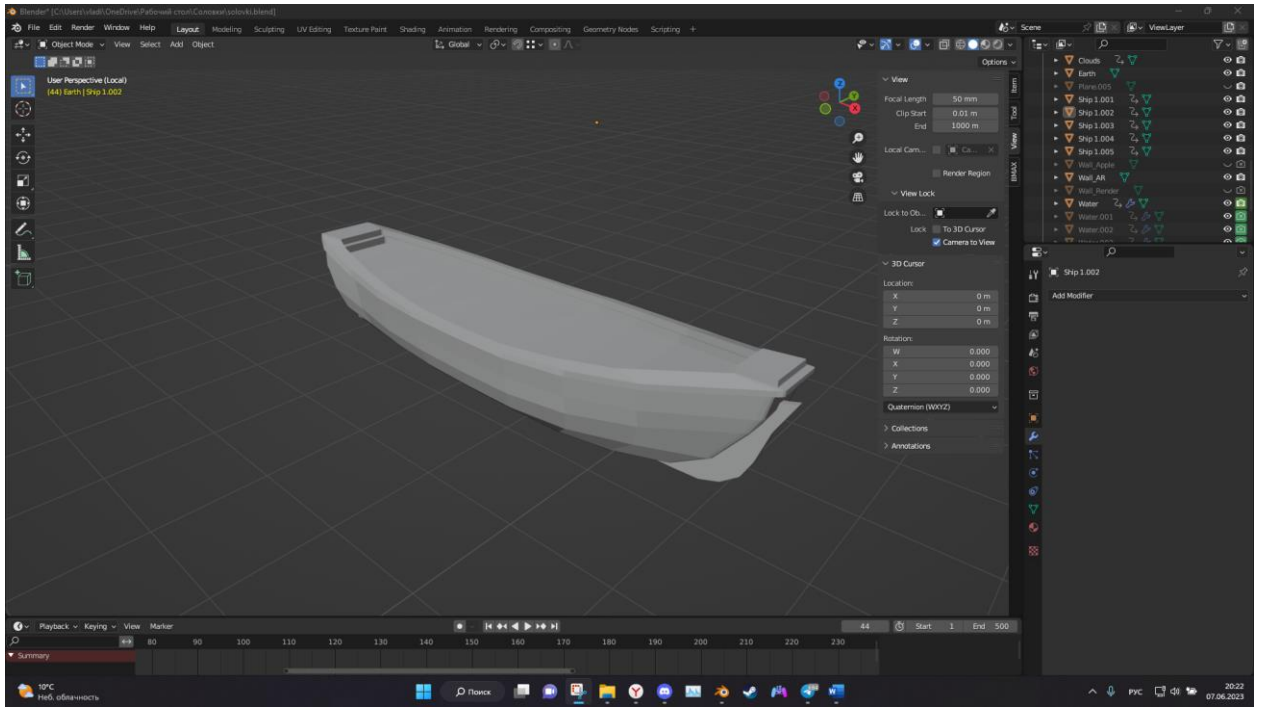 Blender* [C:\Users\vladi\OneDrive\Рабочий стол\Соловки\solovki.blend]
File Edit Render Window Help Layout Modeling Sculpting UV Editing Texture Paint Shading Animation Rendering Compositing Geometry Nodes Scripting + Scene ViewLayer
Object Mode View Select Add Object Global
Options
User Perspective (Local)
(44) Earth | Ship 1.002
View
Focal Length 50 mm
Clip Start 0.01 m
End 1000 m
Local Cam... Ca...
Render Region
View Lock
Lock to Ob...
Lock To 3D Cursor
Camera to View
3D Cursor
Location:
X 0 m
Y 0 m
Z 0 m
Rotation:
W 0.000
X 0.000
Y 0.000
Z 0.000
Quaternion (WXYZ)
Collections
Annotations
Item
Tool
View
BMAX
Clouds
Earth
Plane.005
Ship 1.001
Ship 1.002
Ship 1.003
Ship 1.004
Ship 1.005
Wall_Apple
Wall_AR
Wall_Render
Water
Water.001
Water.002
Ship 1.002
Add Modifier
Playback Keying View Marker 44 Start 1 End 500
80 90 100 110 120 130 140 150 160 170 180 190 200 210 220 230
Summary
10°C
Неб. облачность
Поиск
РУС
20:22
07.06.2023